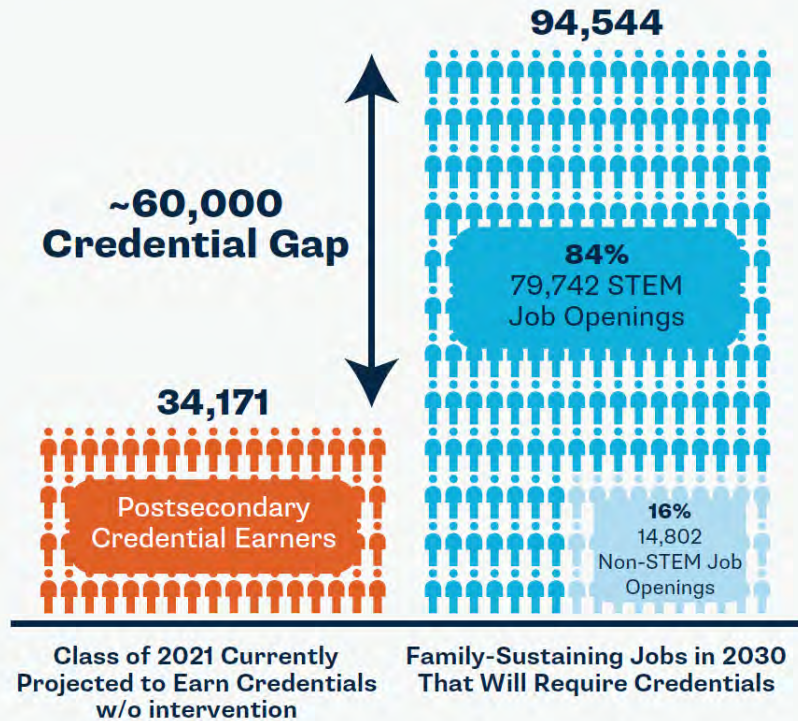 94,544
~60,000
Credential Gap
84%
79,742 STEM
Job Openings
34,171
Postsecondary
Credential Earners
16%
14,802
Non-STEM Job
Openings
Class of 2021 Currently
Projected to Earn Credentials
w/o intervention
Family-Sustaining Jobs in 2030
That Will Require Credentials